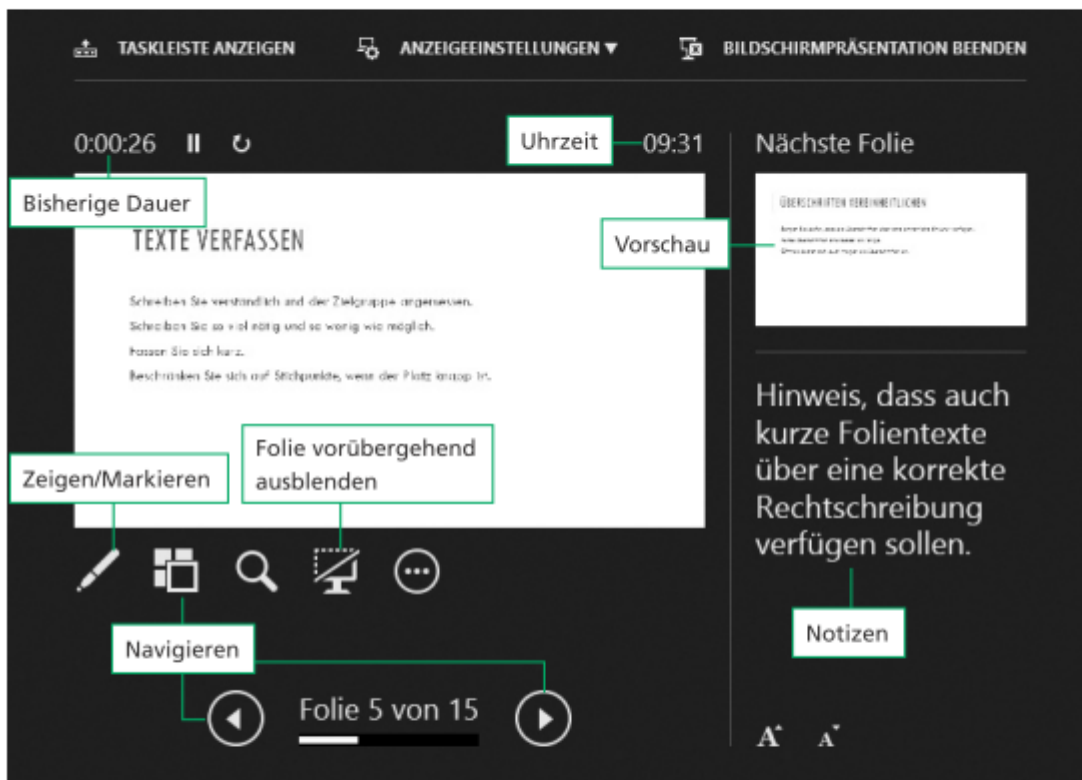 TASKLEISTE ANZEIGEN
ANZEIGEEINSTELLUNGEN ▼
BILDSCHIRMPRÄSENTATION BEENDEN
0:00:26
Uhrzeit
09:31
Nächste Folie
Bisherige Dauer
TEXTE VERFASSEN
Schreiben Sie verständlich und der Zielgruppe angemessen.
Schreiben Sie so viel nötig und so wenig wie möglich.
Fassen Sie sich kurz.
Beschränken Sie sich auf Stichpunkte, wenn der Platz knapp ist.
ÜBERSCHRIFTEN VEREINHEITLICHEN
Vorschau
Hinweis, dass auch
kurze Folientexte
über eine korrekte
Rechtschreibung
verfügen sollen.
Folie vorübergehend
ausblenden
Zeigen/Markieren
Navigieren
Notizen
Folie 5 von 15
A A